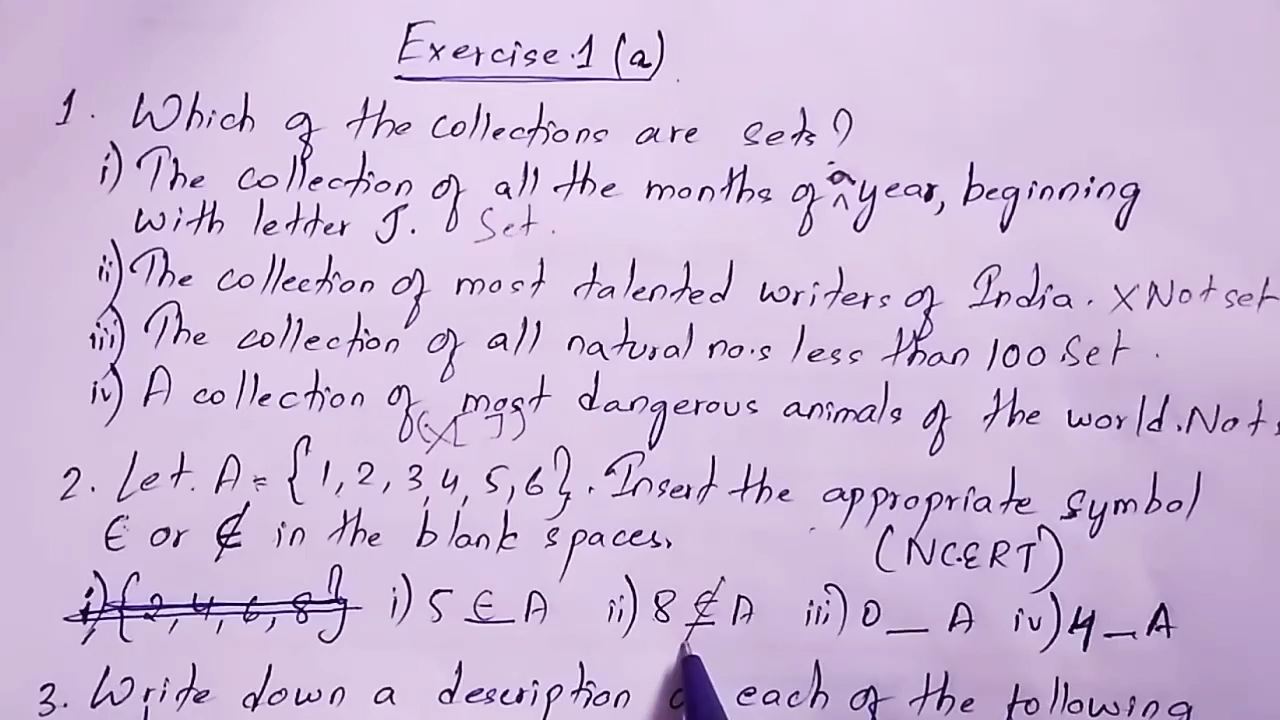 Exercise.1 (a)
1. Which of the collections are sets?
i) The collection of all the months of a year, beginning
with letter J. Set.
ii) The collection of most talented writers of India. X Not set
iii) The collection of all natural no.s less than 100 Set.
iv) A collection of most dangerous animals of the world. Not
2. Let. A = {1, 2, 3, 4, 5, 6}. Insert the appropriate symbol
∈ or ∉ in the blank spaces.
(NCERT)
i) {2, 4, 6, 8} i) 5 ∈ A ii) 8 ∉ A iii) 0 _ A iv) 4 _ A
3. Write down a description each of the following